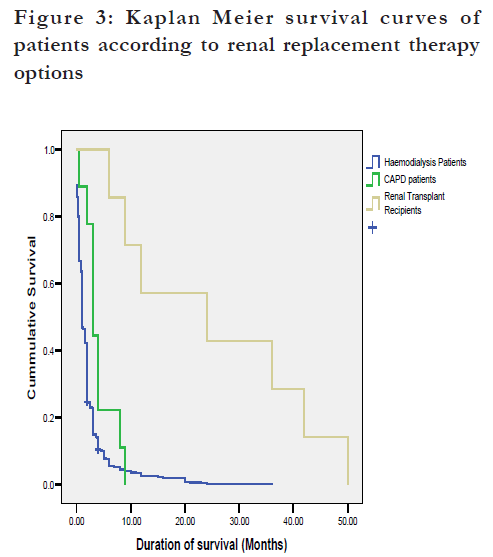 Figure 3: Kaplan Meier survival curves of
patients according to renal replacement therapy
options
Cummulative Survival
1.0
0.8
0.6
0.4
0.2
0.0
0.00 10.00 20.00 30.00 40.00 50.00
Duration of survival (Months)
Haemodialysis Patients
CAPD patients
Renal Transplant
Recipients